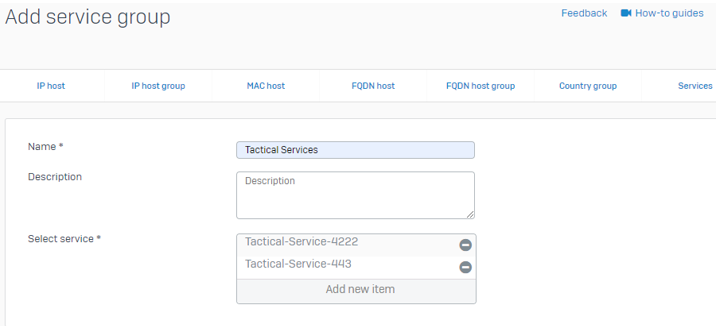 Add service group
Feedback How-to guides
IP host IP host group MAC host FQDN host FQDN host group Country group Services
Name * Tactical Services
Description Description
Select service * Tactical-Service-4222
Tactical-Service-443
Add new item